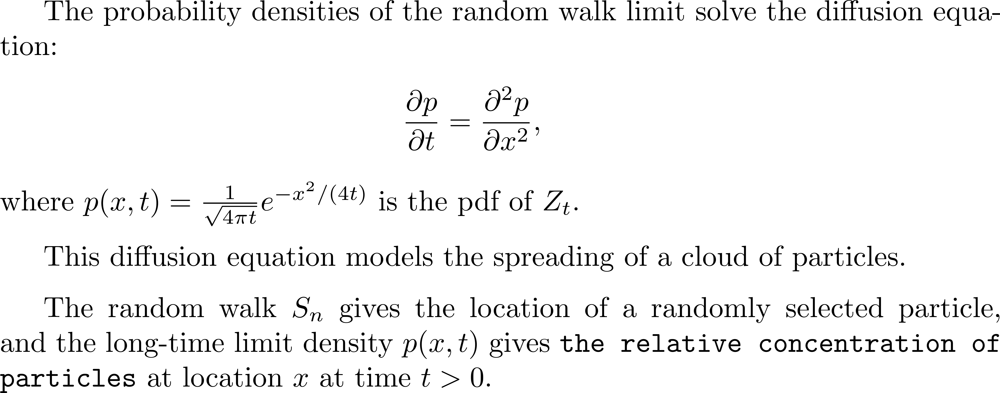 The probability densities of the random walk limit solve the diffusion equa-
tion:
∂p/∂t = ∂²p/∂x²,
where p(x, t) = 1/√(4πt) e^{−x²/(4t)} is the pdf of Z_t.
This diffusion equation models the spreading of a cloud of particles.
The random walk S_n gives the location of a randomly selected particle,
and the long-time limit density p(x, t) gives the relative concentration of
particles at location x at time t > 0.